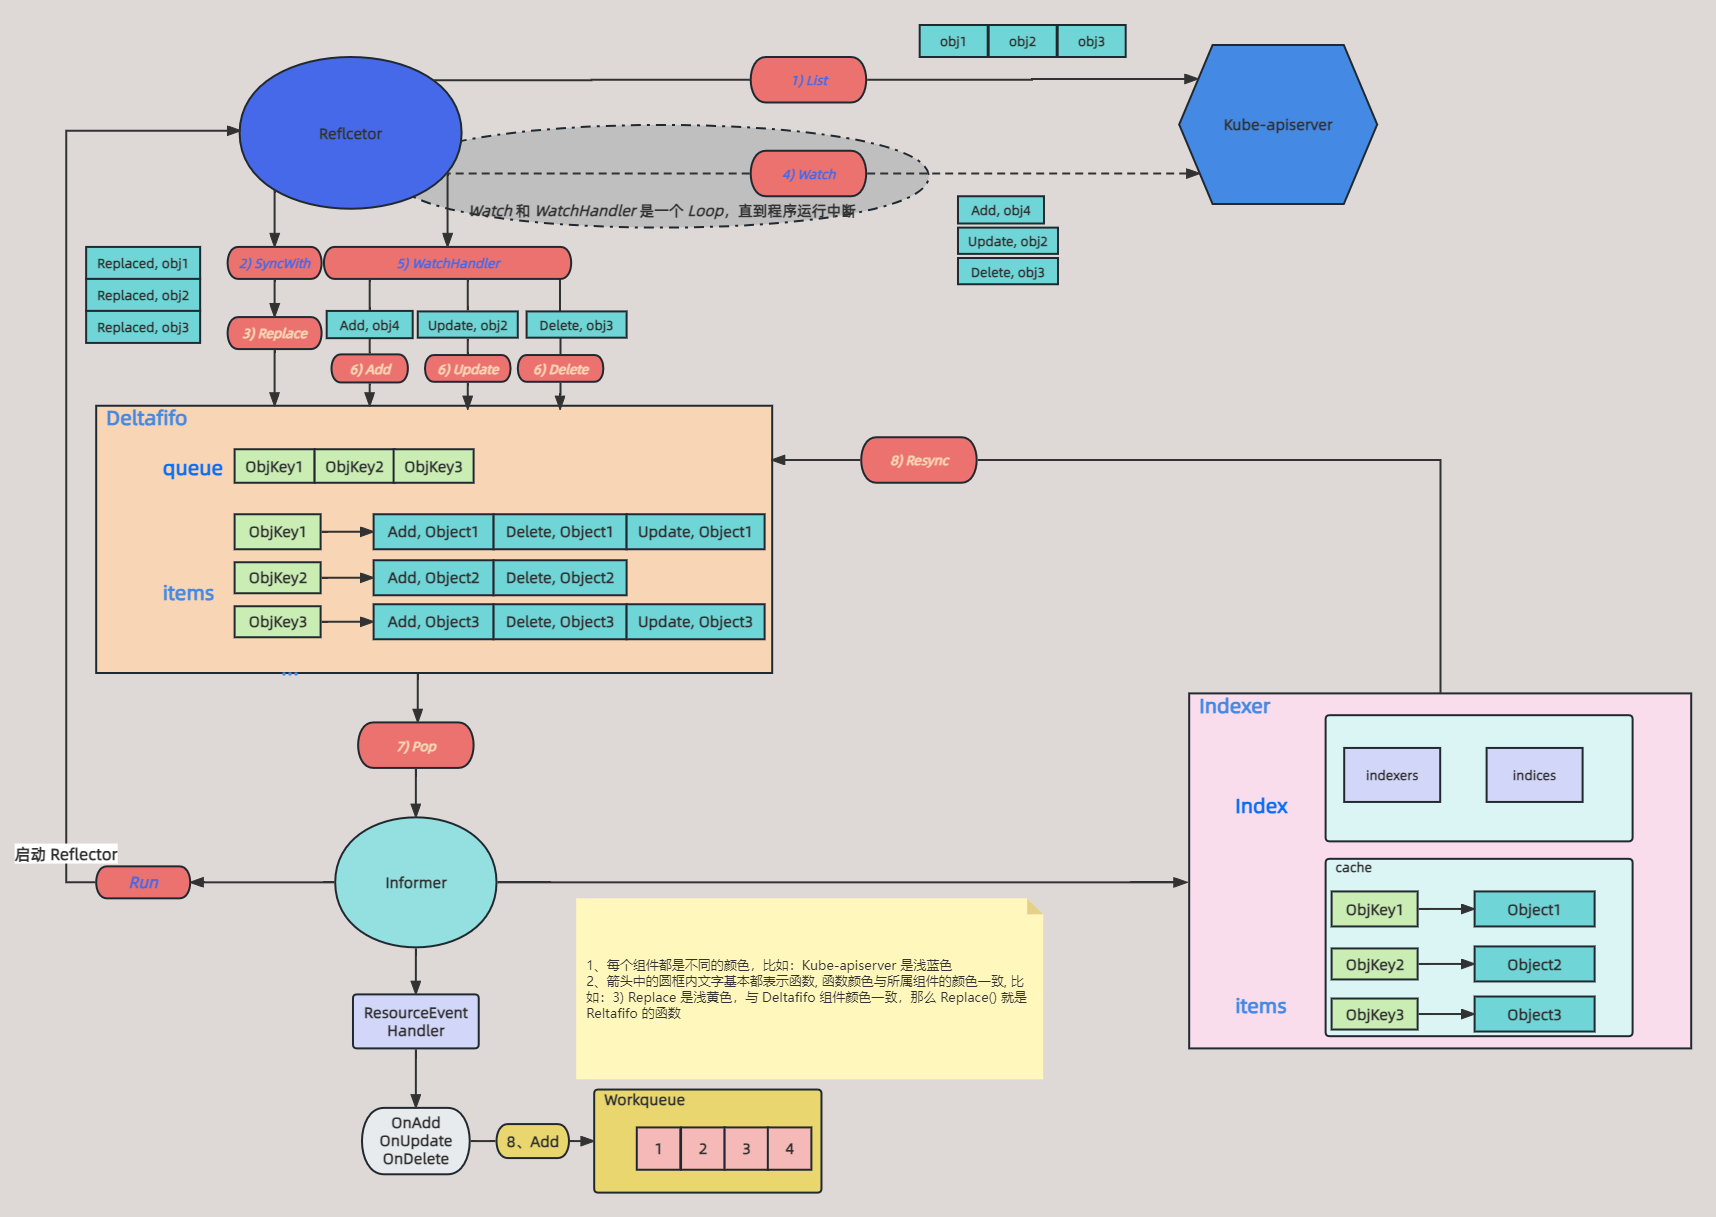 obj1 obj2 obj3
1) List
Reflcetor
Kube-apiserver
4) Watch
Watch 和 WatchHandler 是一个 Loop，直到程序运行中断
Add, obj4
Update, obj2
Delete, obj3
Replaced, obj1
Replaced, obj2
Replaced, obj3
2) SyncWith
5) WatchHandler
3) Replace
Add, obj4
Update, obj2
Delete, obj3
6) Add
6) Update
6) Delete
Deltafifo
queue
ObjKey1 ObjKey2 ObjKey3
items
ObjKey1
Add, Object1 Delete, Object1 Update, Object1
ObjKey2
Add, Object2 Delete, Object2
ObjKey3
Add, Object3 Delete, Object3 Update, Object3
...
8) Resync
7) Pop
Indexer
Index
indexers
indices
cache
items
ObjKey1
Object1
ObjKey2
Object2
ObjKey3
Object3
启动 Reflector
Run
Informer
1、每个组件都是不同的颜色，比如：Kube-apiserver 是浅蓝色
2、箭头中的圆框内文字基本都表示函数, 函数颜色与所属组件的颜色一致, 比
如：3) Replace 是浅黄色，与 Deltafifo 组件颜色一致，那么 Replace() 就是
Reltafifo 的函数
ResourceEvent
Handler
OnAdd
OnUpdate
OnDelete
8、Add
Workqueue
1 2 3 4